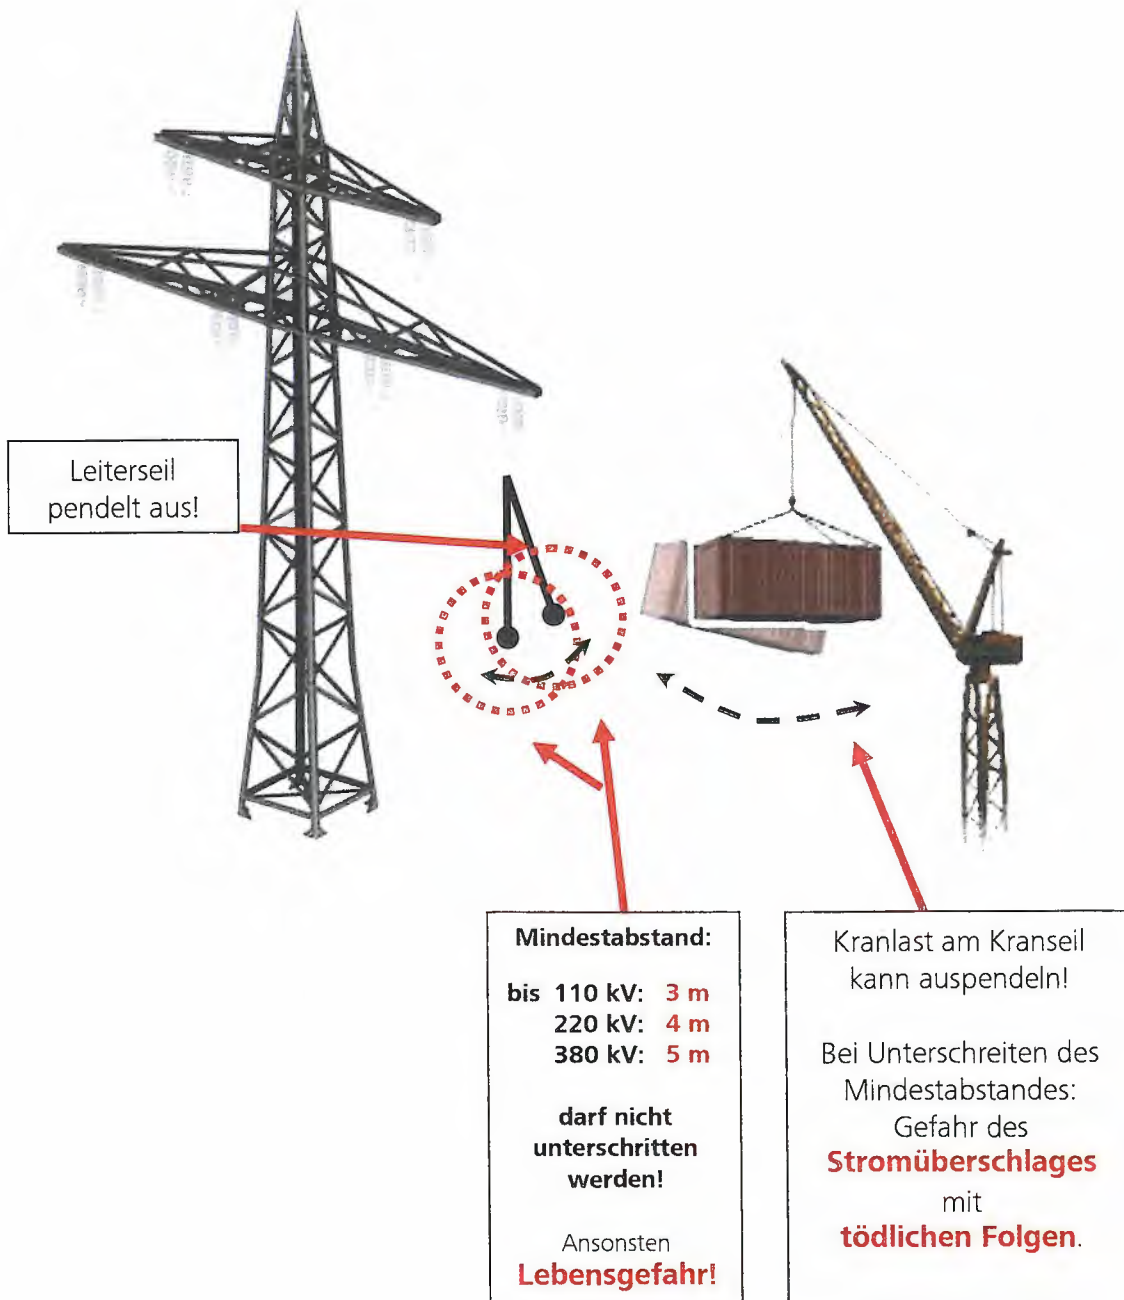 Leiterseil
pendelt aus!
Mindestabstand:
bis 110 kV: 3 m
220 kV: 4 m
380 kV: 5 m
darf nicht
unterschritten
werden!
Ansonsten
Lebensgefahr!
Kranlast am Kranseil
kann auspendeln!
Bei Unterschreiten des
Mindestabstandes:
Gefahr des
Stromüberschlages
mit
tödlichen Folgen.